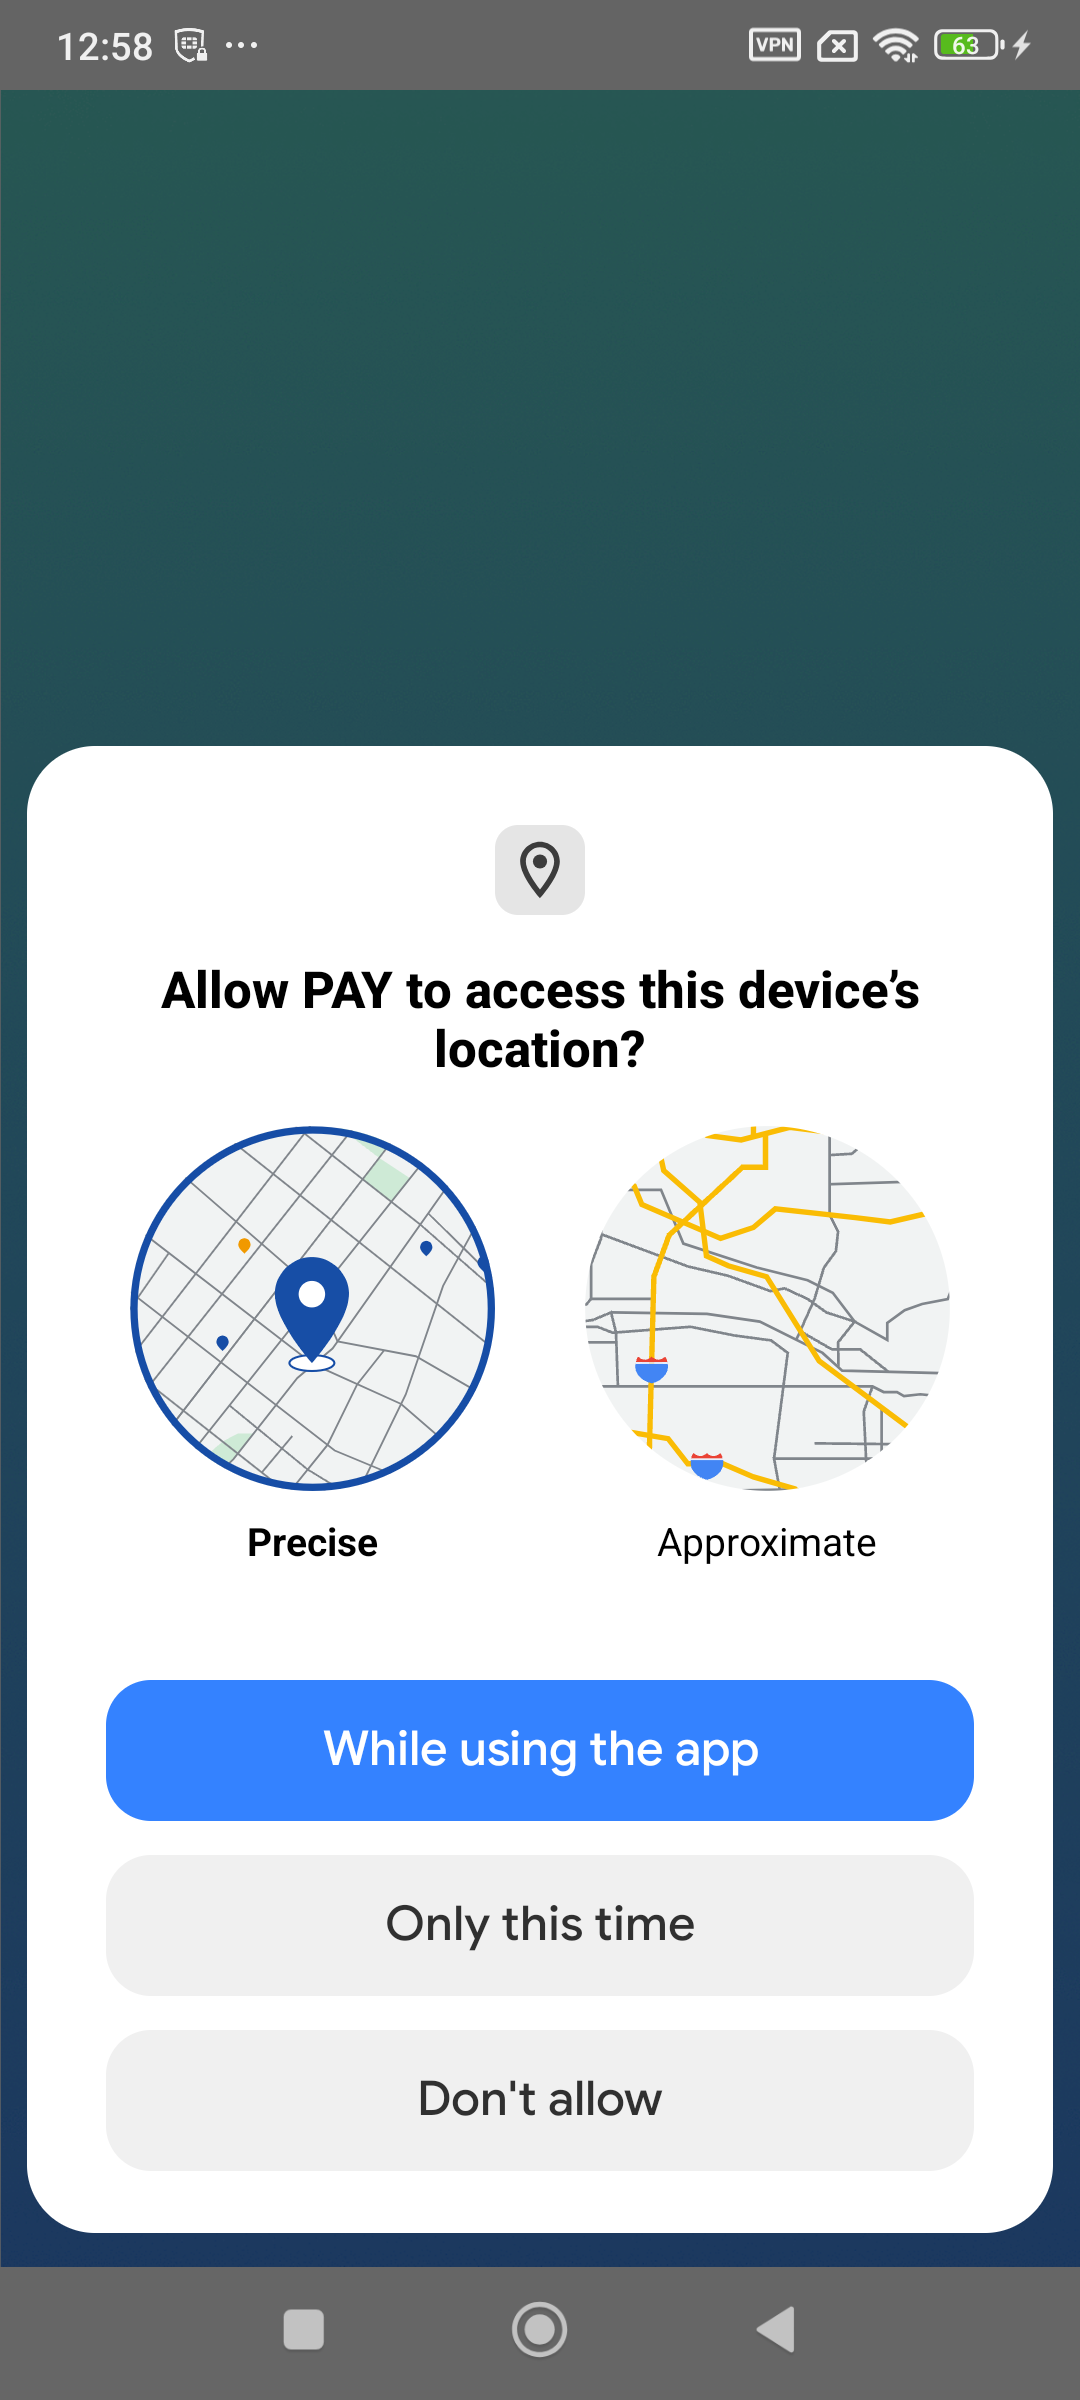 12:58
VPN
63
Allow PAY to access this device’s
location?
Precise
Approximate
While using the app
Only this time
Don't allow